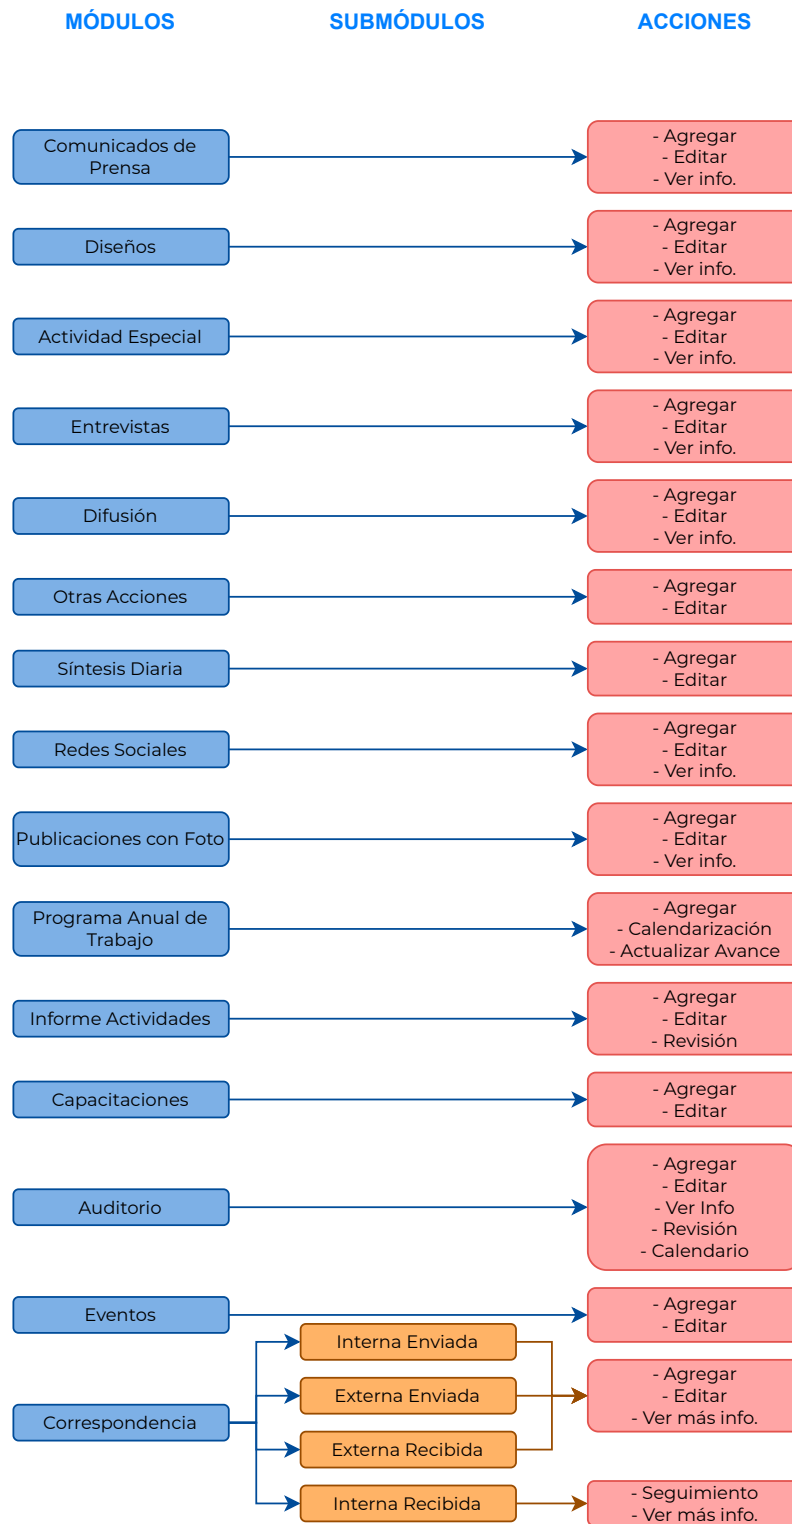 MÓDULOS
SUBMÓDULOS
ACCIONES
Comunicados de
Prensa
- Agregar
- Editar
- Ver info.
Diseños
- Agregar
- Editar
- Ver info.
Actividad Especial
- Agregar
- Editar
- Ver info.
Entrevistas
- Agregar
- Editar
- Ver info.
Difusión
- Agregar
- Editar
- Ver info.
Otras Acciones
- Agregar
- Editar
Síntesis Diaria
- Agregar
- Editar
Redes Sociales
- Agregar
- Editar
- Ver info.
Publicaciones con Foto
- Agregar
- Editar
- Ver info.
Programa Anual de
Trabajo
- Agregar
- Calendarización
- Actualizar Avance
Informe Actividades
- Agregar
- Editar
- Revisión
Capacitaciones
- Agregar
- Editar
Auditorio
- Agregar
- Editar
- Ver Info
- Revisión
- Calendario
Eventos
- Agregar
- Editar
Correspondencia
Interna Enviada
Externa Enviada
Externa Recibida
- Agregar
- Editar
- Ver más info.
Interna Recibida
- Seguimiento
- Ver más info.